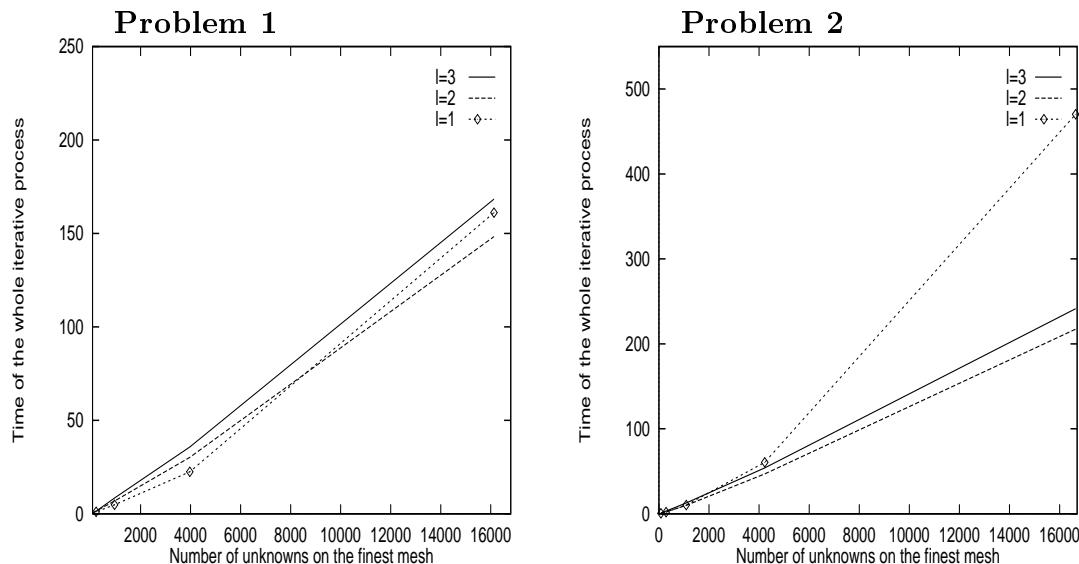 Problem 1
250
200
150
100
50
0
2000 4000 6000 8000 10000 12000 14000 16000
Number of unknowns on the finest mesh
Time of the whole iterative process
l=3
l=2
l=1
Problem 2
500
400
300
200
100
0
0 2000 4000 6000 8000 10000 12000 14000 16000
Number of unknowns on the finest mesh
Time of the whole iterative process
l=3
l=2
l=1